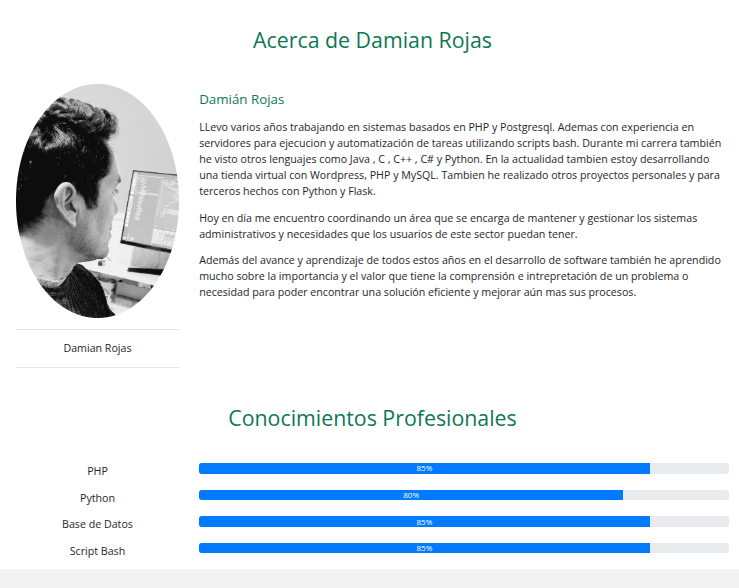 Acerca de Damian Rojas
Damián Rojas
LLevo varios años trabajando en sistemas basados en PHP y Postgresql. Ademas con experiencia en
servidores para ejecucion y automatización de tareas utilizando scripts bash. Durante mi carrera también
he visto otros lenguajes como Java , C , C++ , C# y Python. En la actualidad tambien estoy desarrollando
una tienda virtual con Wordpress, PHP y MySQL. Tambien he realizado otros proyectos personales y para
terceros hechos con Python y Flask.
Hoy en día me encuentro coordinando un área que se encarga de mantener y gestionar los sistemas
administrativos y necesidades que los usuarios de este sector puedan tener.
Además del avance y aprendizaje de todos estos años en el desarrollo de software también he aprendido
mucho sobre la importancia y el valor que tiene la comprensión e intrepretación de un problema o
necesidad para poder encontrar una solución eficiente y mejorar aún mas sus procesos.
Damian Rojas
Conocimientos Profesionales
PHP 85%
Python 80%
Base de Datos 85%
Script Bash 85%